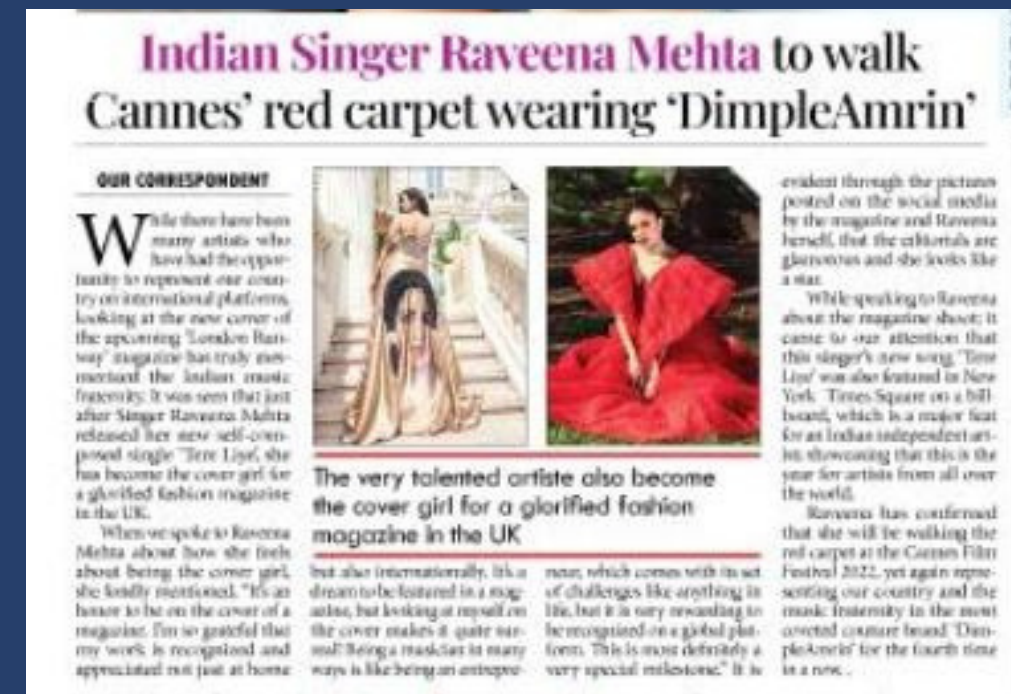 Indian Singer Raveena Mehta to walk
Cannes' red carpet wearing 'DimpleAmrin'
OUR CORRESPONDENT
While there have been
many artists who
have had the oppor-
tunity to represent our coun-
try on international platforms,
looking at the new cover of
the upcoming 'London Run-
way' magazine has truly mes-
merised the Indian music
fraternity. It was seen that just
after Singer Raveena Mehta
released her new self-com-
posed single 'Tere Liye', she
has become the cover girl for
a glorified fashion magazine
in the UK.
When we spoke to Raveena
Mehta about how she feels
about being the cover girl,
she fondly mentioned, "It's an
honor to be on the cover of a
magazine. I'm so grateful that
my work is recognized and
appreciated not just at home
The very talented artiste also become
the cover girl for a glorified fashion
magazine in the UK
but also internationally. It's a
dream to be featured in a mag-
azine, but looking at myself on
the cover makes it quite sur-
real! Being a musician in many
ways is like being an entrepre-
neur, which comes with its set
of challenges like anything in
life, but it is very rewarding to
be recognized on a global plat-
form. This is most definitely a
very special milestone." It is
evident through the pictures
posted on the social media
by the magazine and Raveena
herself, that the editorials are
glamorous and she looks like
a star.
While speaking to Raveena
about the magazine shoot; it
came to our attention that
this singer's new song, 'Tere
Liye' was also featured in New
York Times Square on a bill-
board, which is a major feat
for an Indian independent art-
ist, showcasing that this is the
year for artists from all over
the world.
Raveena has confirmed
that she will be walking the
red carpet at the Cannes Film
Festival 2022, yet again repre-
senting our country and the
music fraternity in the most
coveted couture brand 'Dim-
pleAmrin' for the fourth time
in a row.